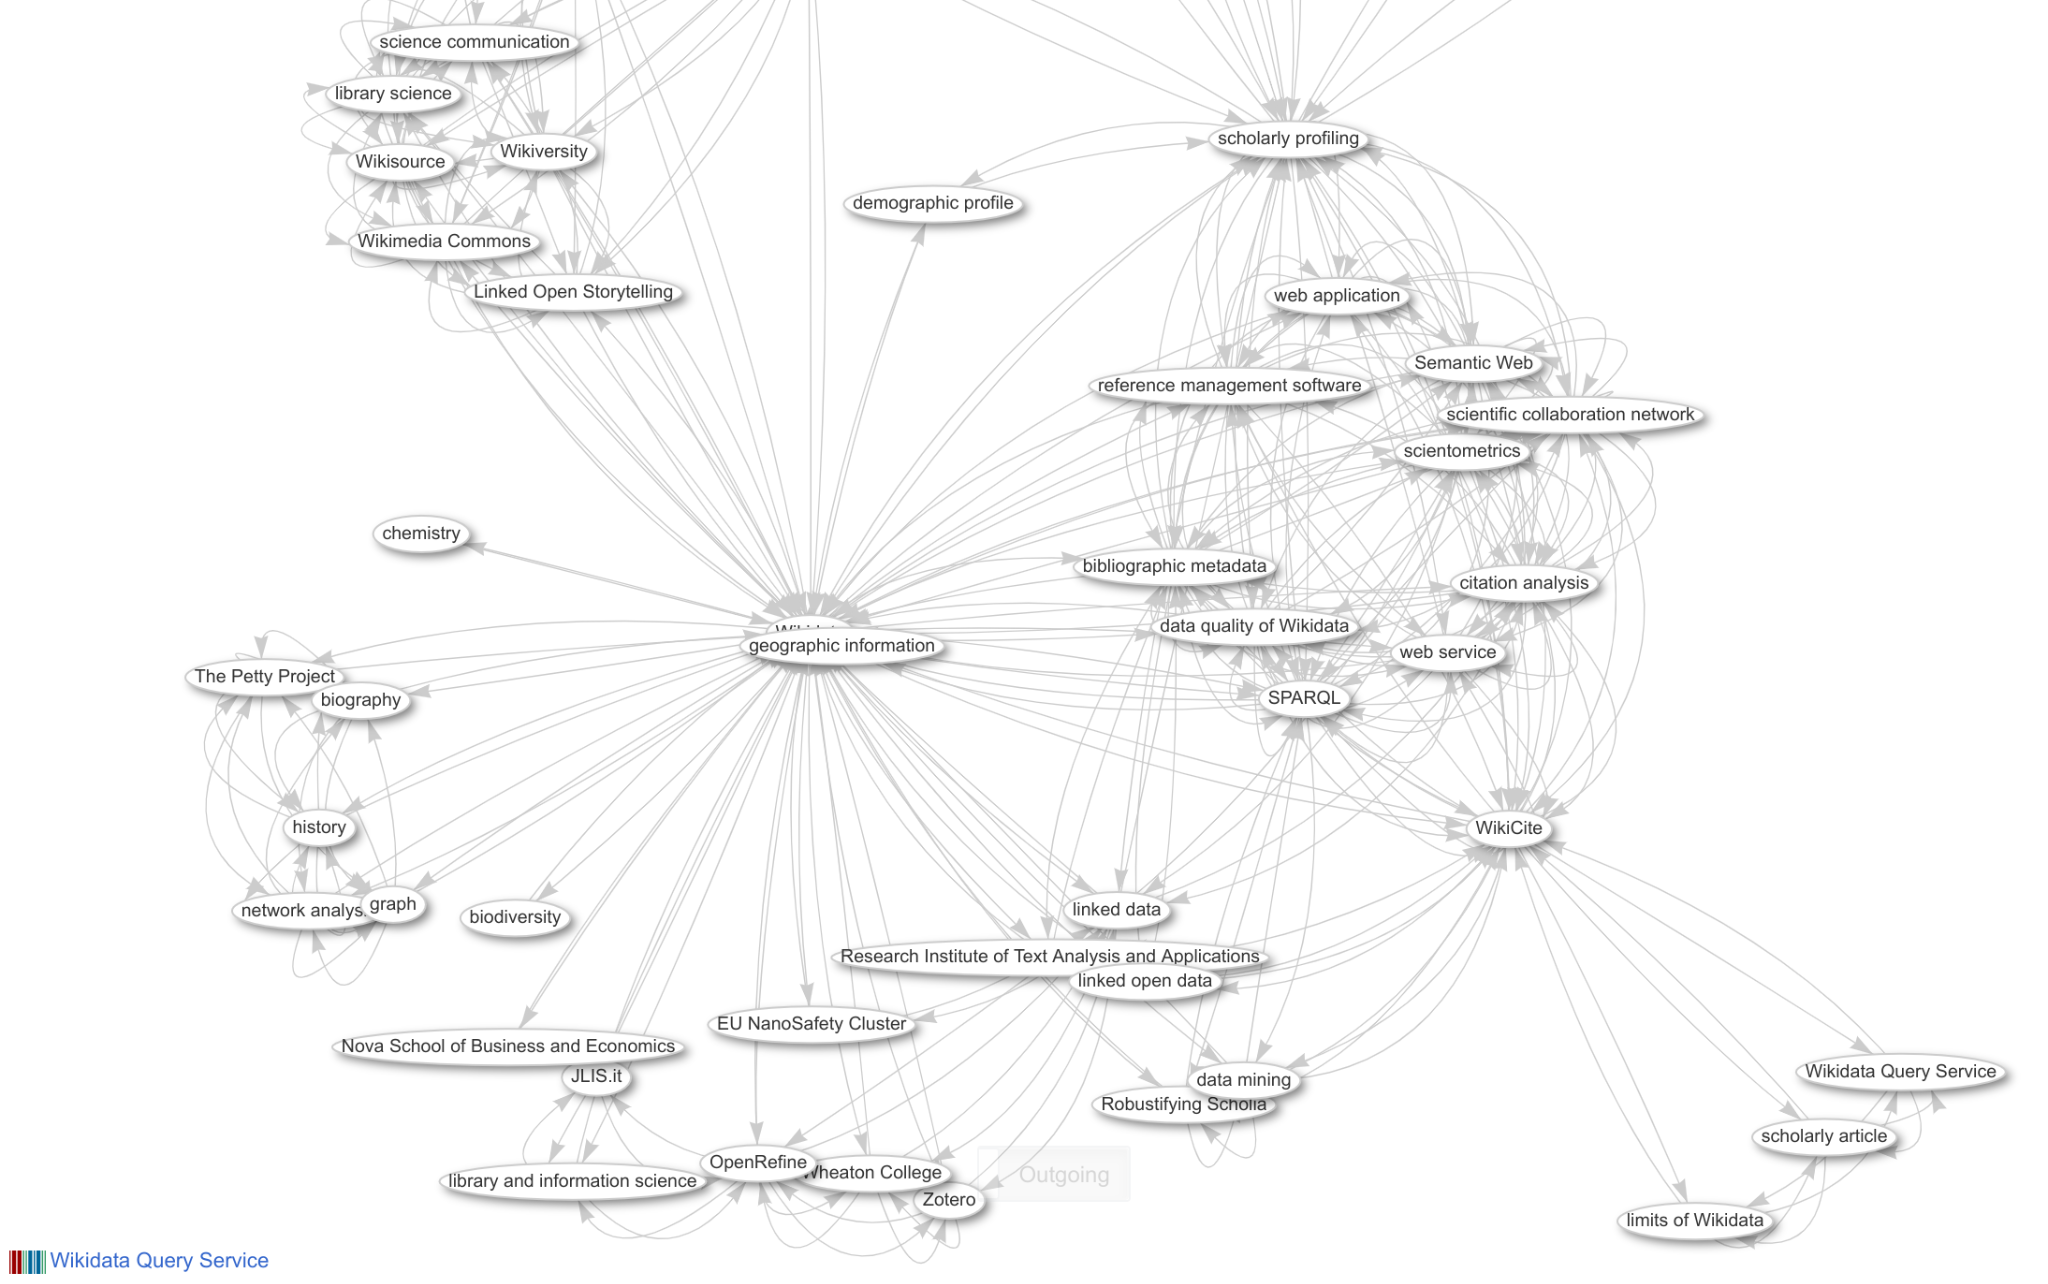 science communication
library science
scholarly profiling
Wikiversity
Wikisource
demographic profile
Wikimedia Commons
Linked Open Storytelling
web application
Semantic Web
reference management software
scientific collaboration network
scientometrics
chemistry
bibliographic metadata
citation analysis
data quality of Wikidata
geographic information
web service
The Petty Project
biography
SPARQL
history
WikiCite
network analysis
graph
linked data
biodiversity
Research Institute of Text Analysis and Applications
linked open data
EU NanoSafety Cluster
Nova School of Business and Economics
Wikidata Query Service
JLIS.it
data mining
Robustifying Scholia
scholarly article
OpenRefine
Wheaton College
Outgoing
library and information science
Zotero
limits of Wikidata
Wikidata Query Service